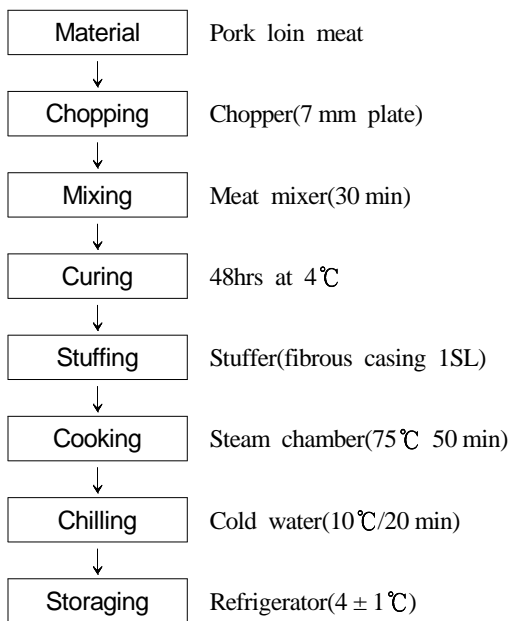 Material Pork loin meat
Chopping Chopper(7 mm plate)
Mixing Meat mixer(30 min)
Curing 48hrs at 4℃
Stuffing Stuffer(fibrous casing 1SL)
Cooking Steam chamber(75℃ 50 min)
Chilling Cold water(10℃/20 min)
Storaging Refrigerator(4 ± 1℃)